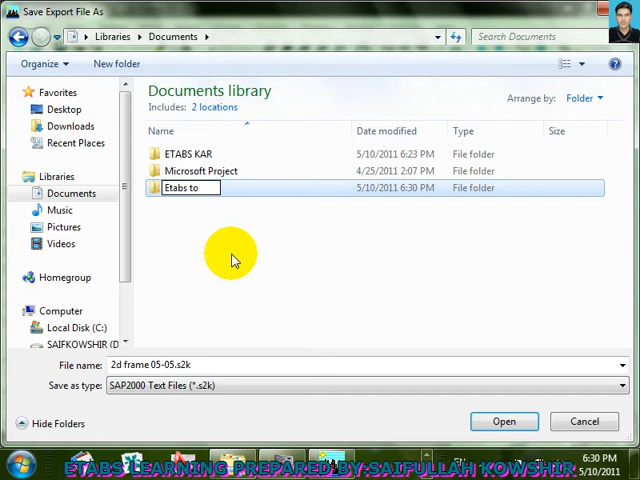 Save Export File As
Libraries
Documents
Search Documents
Organize
New folder
Documents library
Includes: 2 locations
Arrange by: Folder
Name
Date modified
Type
Size
ETABS KAR 5/10/2011 6:23 PM File folder
Microsoft Project 4/25/2011 2:07 PM File folder
Etabs to 5/10/2011 6:30 PM File folder
Favorites
Desktop
Downloads
Recent Places
Libraries
Documents
Music
Pictures
Videos
Homegroup
Computer
Local Disk (C:)
SAIFKOWSHIR (D
File name: 2d frame 05-05.s2k
Save as type: SAP2000 Text Files (*.s2k)
Hide Folders
Open
Cancel
6:30 PM
ETABS LEARNING PREPARED BY:SAIFULLAH KOWSHIR
5/10/2011